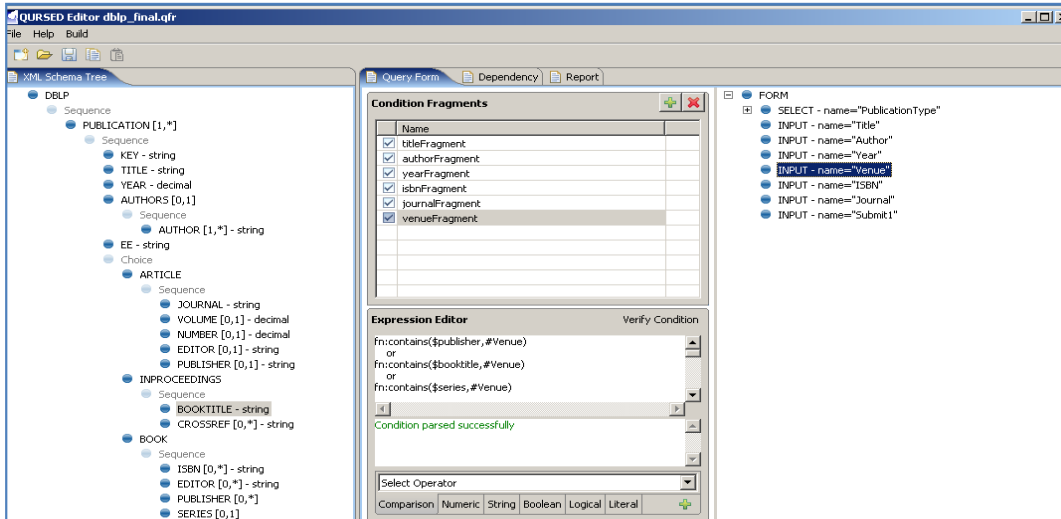 QURSED Editor dblp_final.qfr
File Help Build
XML Schema Tree
DBLP
Sequence
PUBLICATION [1,*]
Sequence
KEY - string
TITLE - string
YEAR - decimal
AUTHORS [0,1]
Sequence
AUTHOR [1,*] - string
EE - string
Choice
ARTICLE
Sequence
JOURNAL - string
VOLUME [0,1] - decimal
NUMBER [0,1] - decimal
EDITOR [0,1] - string
PUBLISHER [0,1] - string
INPROCEEDINGS
Sequence
BOOKTITLE - string
CROSSREF [0,*] - string
BOOK
Sequence
ISBN [0,*] - string
EDITOR [0,*] - string
PUBLISHER [0,*]
SERIES [0,1]
Query Form Dependency Report
Condition Fragments
Name
titleFragment
authorFragment
yearFragment
isbnFragment
journalFragment
venueFragment
Expression Editor Verify Condition
fn:contains($publisher,#Venue)
or
fn:contains($booktitle,#Venue)
or
fn:contains($series,#Venue)
Condition parsed successfully
Select Operator
Comparison Numeric String Boolean Logical Literal
FORM
SELECT - name="PublicationType"
INPUT - name="Title"
INPUT - name="Author"
INPUT - name="Year"
INPUT - name="Venue"
INPUT - name="ISBN"
INPUT - name="Journal"
INPUT - name="Submit1"